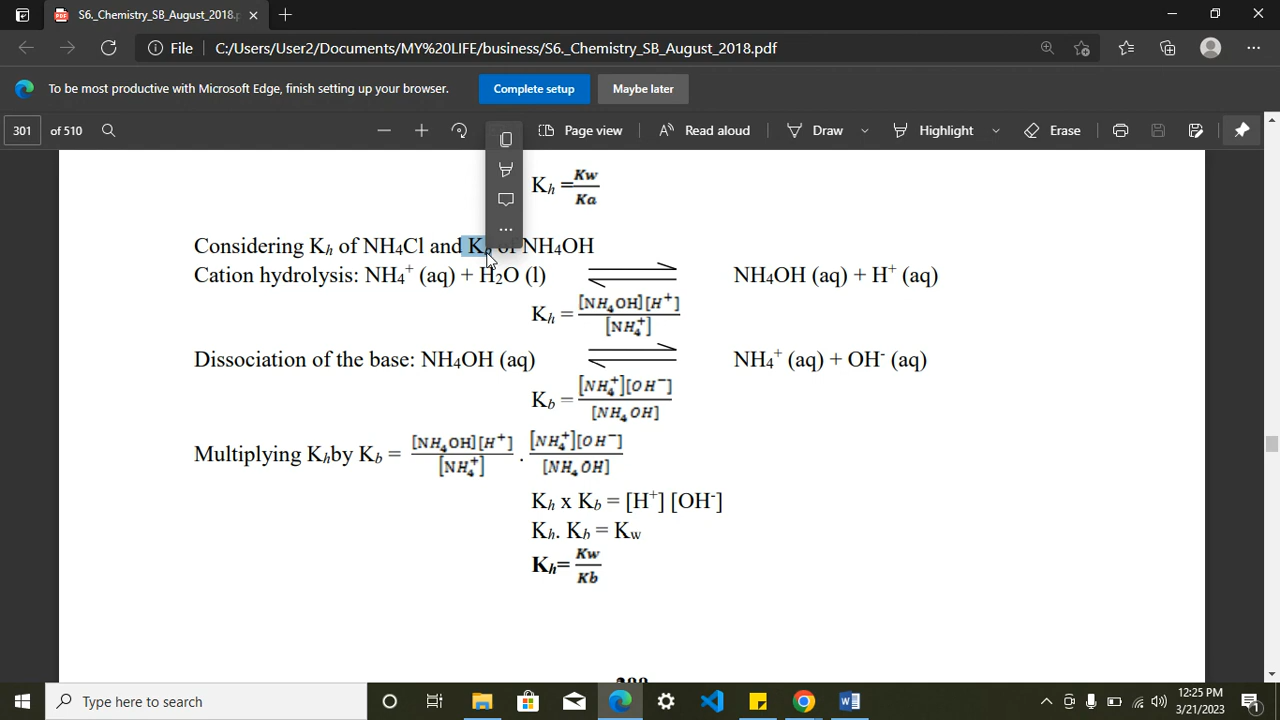 S6._Chemistry_SB_August_2018.
File C:/Users/User2/Documents/MY%20LIFE/business/S6._Chemistry_SB_August_2018.pdf
To be most productive with Microsoft Edge, finish setting up your browser. Complete setup Maybe later
301 of 510 Page view Read aloud Draw Highlight Erase
Kh = Kw/Ka
Considering Kh of NH4Cl and Kb of NH4OH
Cation hydrolysis: NH4+ (aq) + H2O (l) ⇌ NH4OH (aq) + H+ (aq)
Kh = [NH4OH][H+]/[NH4+]
Dissociation of the base: NH4OH (aq) ⇌ NH4+ (aq) + OH- (aq)
Kb = [NH4+][OH−]/[NH4OH]
Multiplying Khby Kb = [NH4OH][H+]/[NH4+] . [NH4+][OH−]/[NH4OH]
Kh x Kb = [H+] [OH-]
Kh. Kb = Kw
Kh= Kw/Kb
Type here to search
12:25 PM
3/21/2023
1